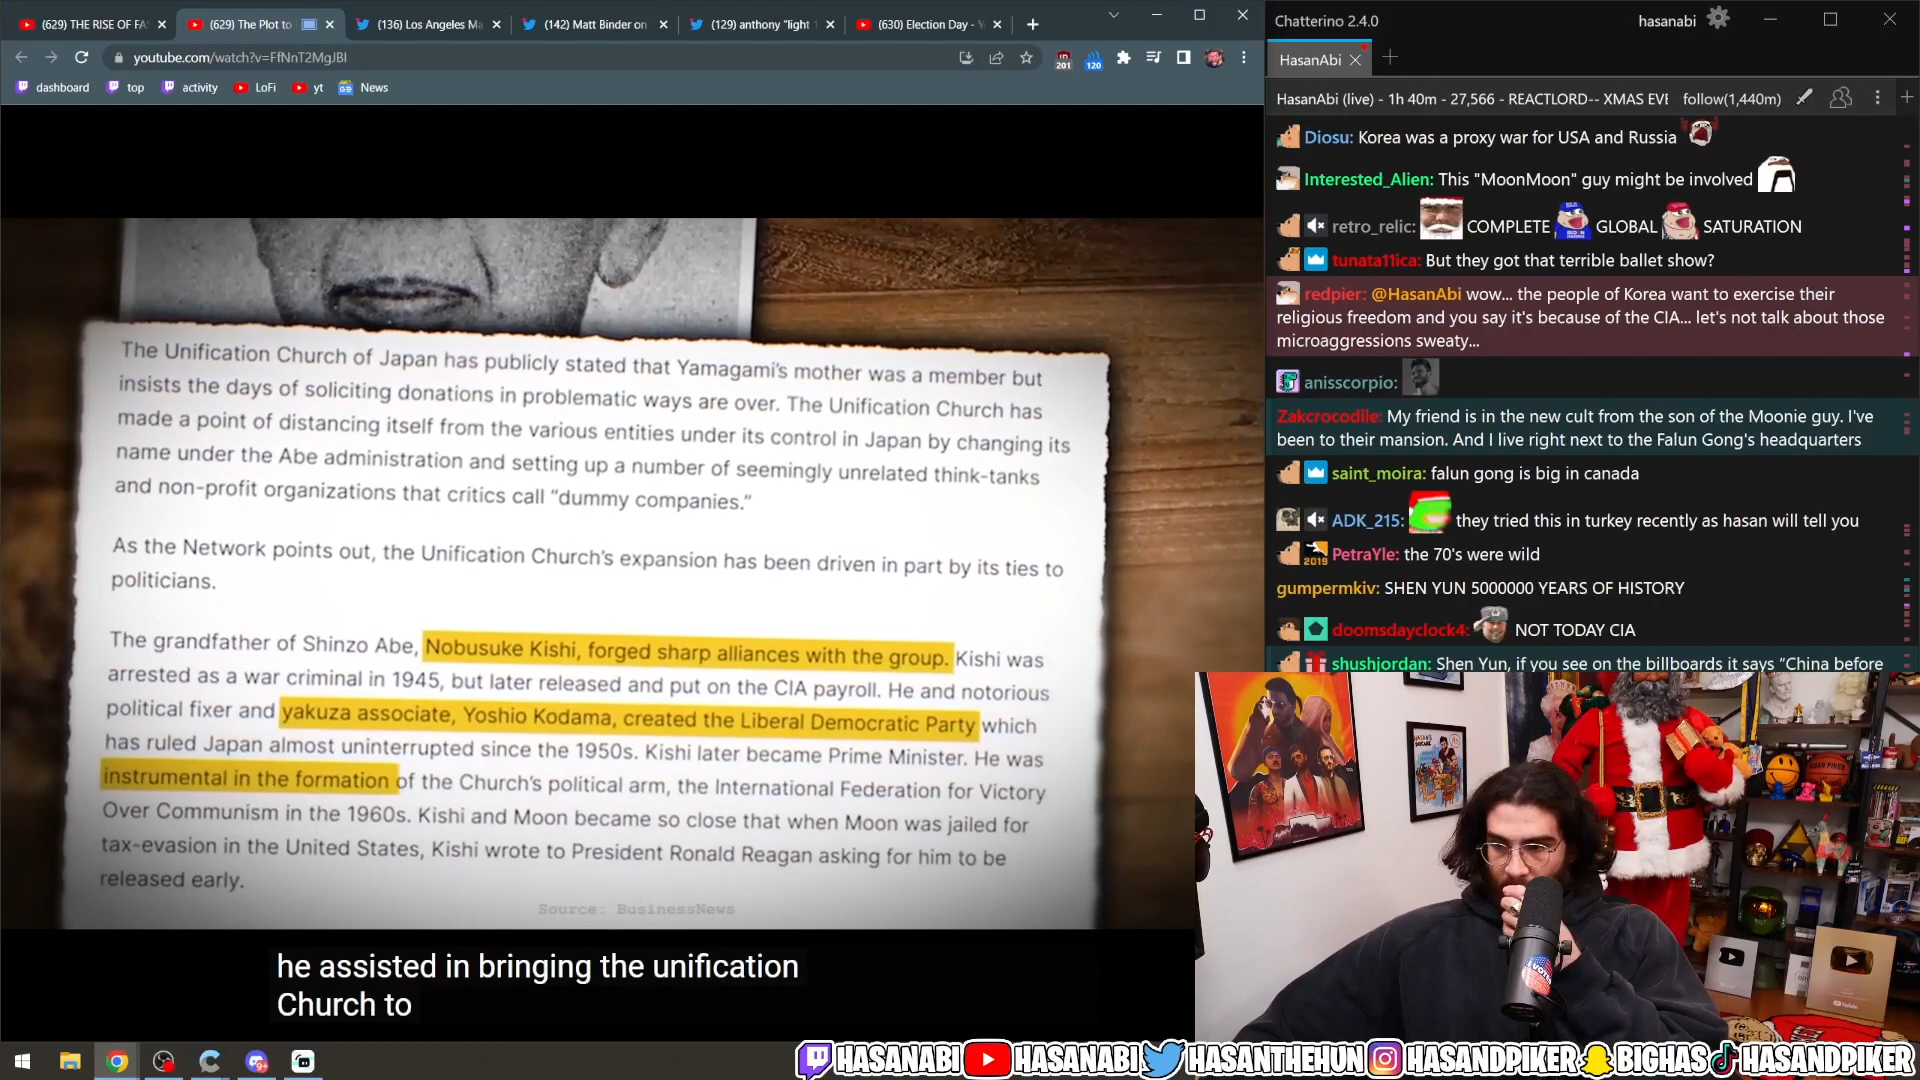 (629) THE RISE OF FA
(629) The Plot to
(136) Los Angeles Ma
(142) Matt Binder on
(129) anthony "light
(630) Election Day -
youtube.com/watch?v=FfNnT2MgJBI
201
120
dashboard
top
activity
LoFi
yt
News
The Unification Church of Japan has publicly stated that Yamagami's mother was a member but
insists the days of soliciting donations in problematic ways are over. The Unification Church has
made a point of distancing itself from the various entities under its control in Japan by changing its
name under the Abe administration and setting up a number of seemingly unrelated think-tanks
and non-profit organizations that critics call "dummy companies."
As the Network points out, the Unification Church's expansion has been driven in part by its ties to
politicians.
The grandfather of Shinzo Abe, Nobusuke Kishi, forged sharp alliances with the group. Kishi was
arrested as a war criminal in 1945, but later released and put on the CIA payroll. He and notorious
political fixer and yakuza associate, Yoshio Kodama, created the Liberal Democratic Party which
has ruled Japan almost uninterrupted since the 1950s. Kishi later became Prime Minister. He was
instrumental in the formation of the Church's political arm, the International Federation for Victory
Over Communism in the 1960s. Kishi and Moon became so close that when Moon was jailed for
tax-evasion in the United States, Kishi wrote to President Ronald Reagan asking for him to be
released early.
Source: BusinessNews
he assisted in bringing the unification
Church to
Chatterino 2.4.0
hasanabi
HasanAbi
HasanAbi (live) - 1h 40m - 27,566 - REACTLORD-- XMAS EVE
follow(1,440m)
Diosu: Korea was a proxy war for USA and Russia
Interested_Alien: This "MoonMoon" guy might be involved
retro_relic: COMPLETE GLOBAL SATURATION
tunata11ica: But they got that terrible ballet show?
redpier: @HasanAbi wow... the people of Korea want to exercise their
religious freedom and you say it's because of the CIA... let's not talk about those
microaggressions sweaty...
anisscorpio:
Zakcrocodile: My friend is in the new cult from the son of the Moonie guy. I've
been to their mansion. And I live right next to the Falun Gong's headquarters
saint_moira: falun gong is big in canada
ADK_215: they tried this in turkey recently as hasan will tell you
2019
PetraYle: the 70's were wild
gumpermkiv: SHEN YUN 5000000 YEARS OF HISTORY
doomsdayclock4: NOT TODAY CIA
shushjordan: Shen Yun, if you see on the billboards it says "China before
HASANABI HASANABI HASANTHEHUN HASANDPIKER BIGHAS HASANDPIKER